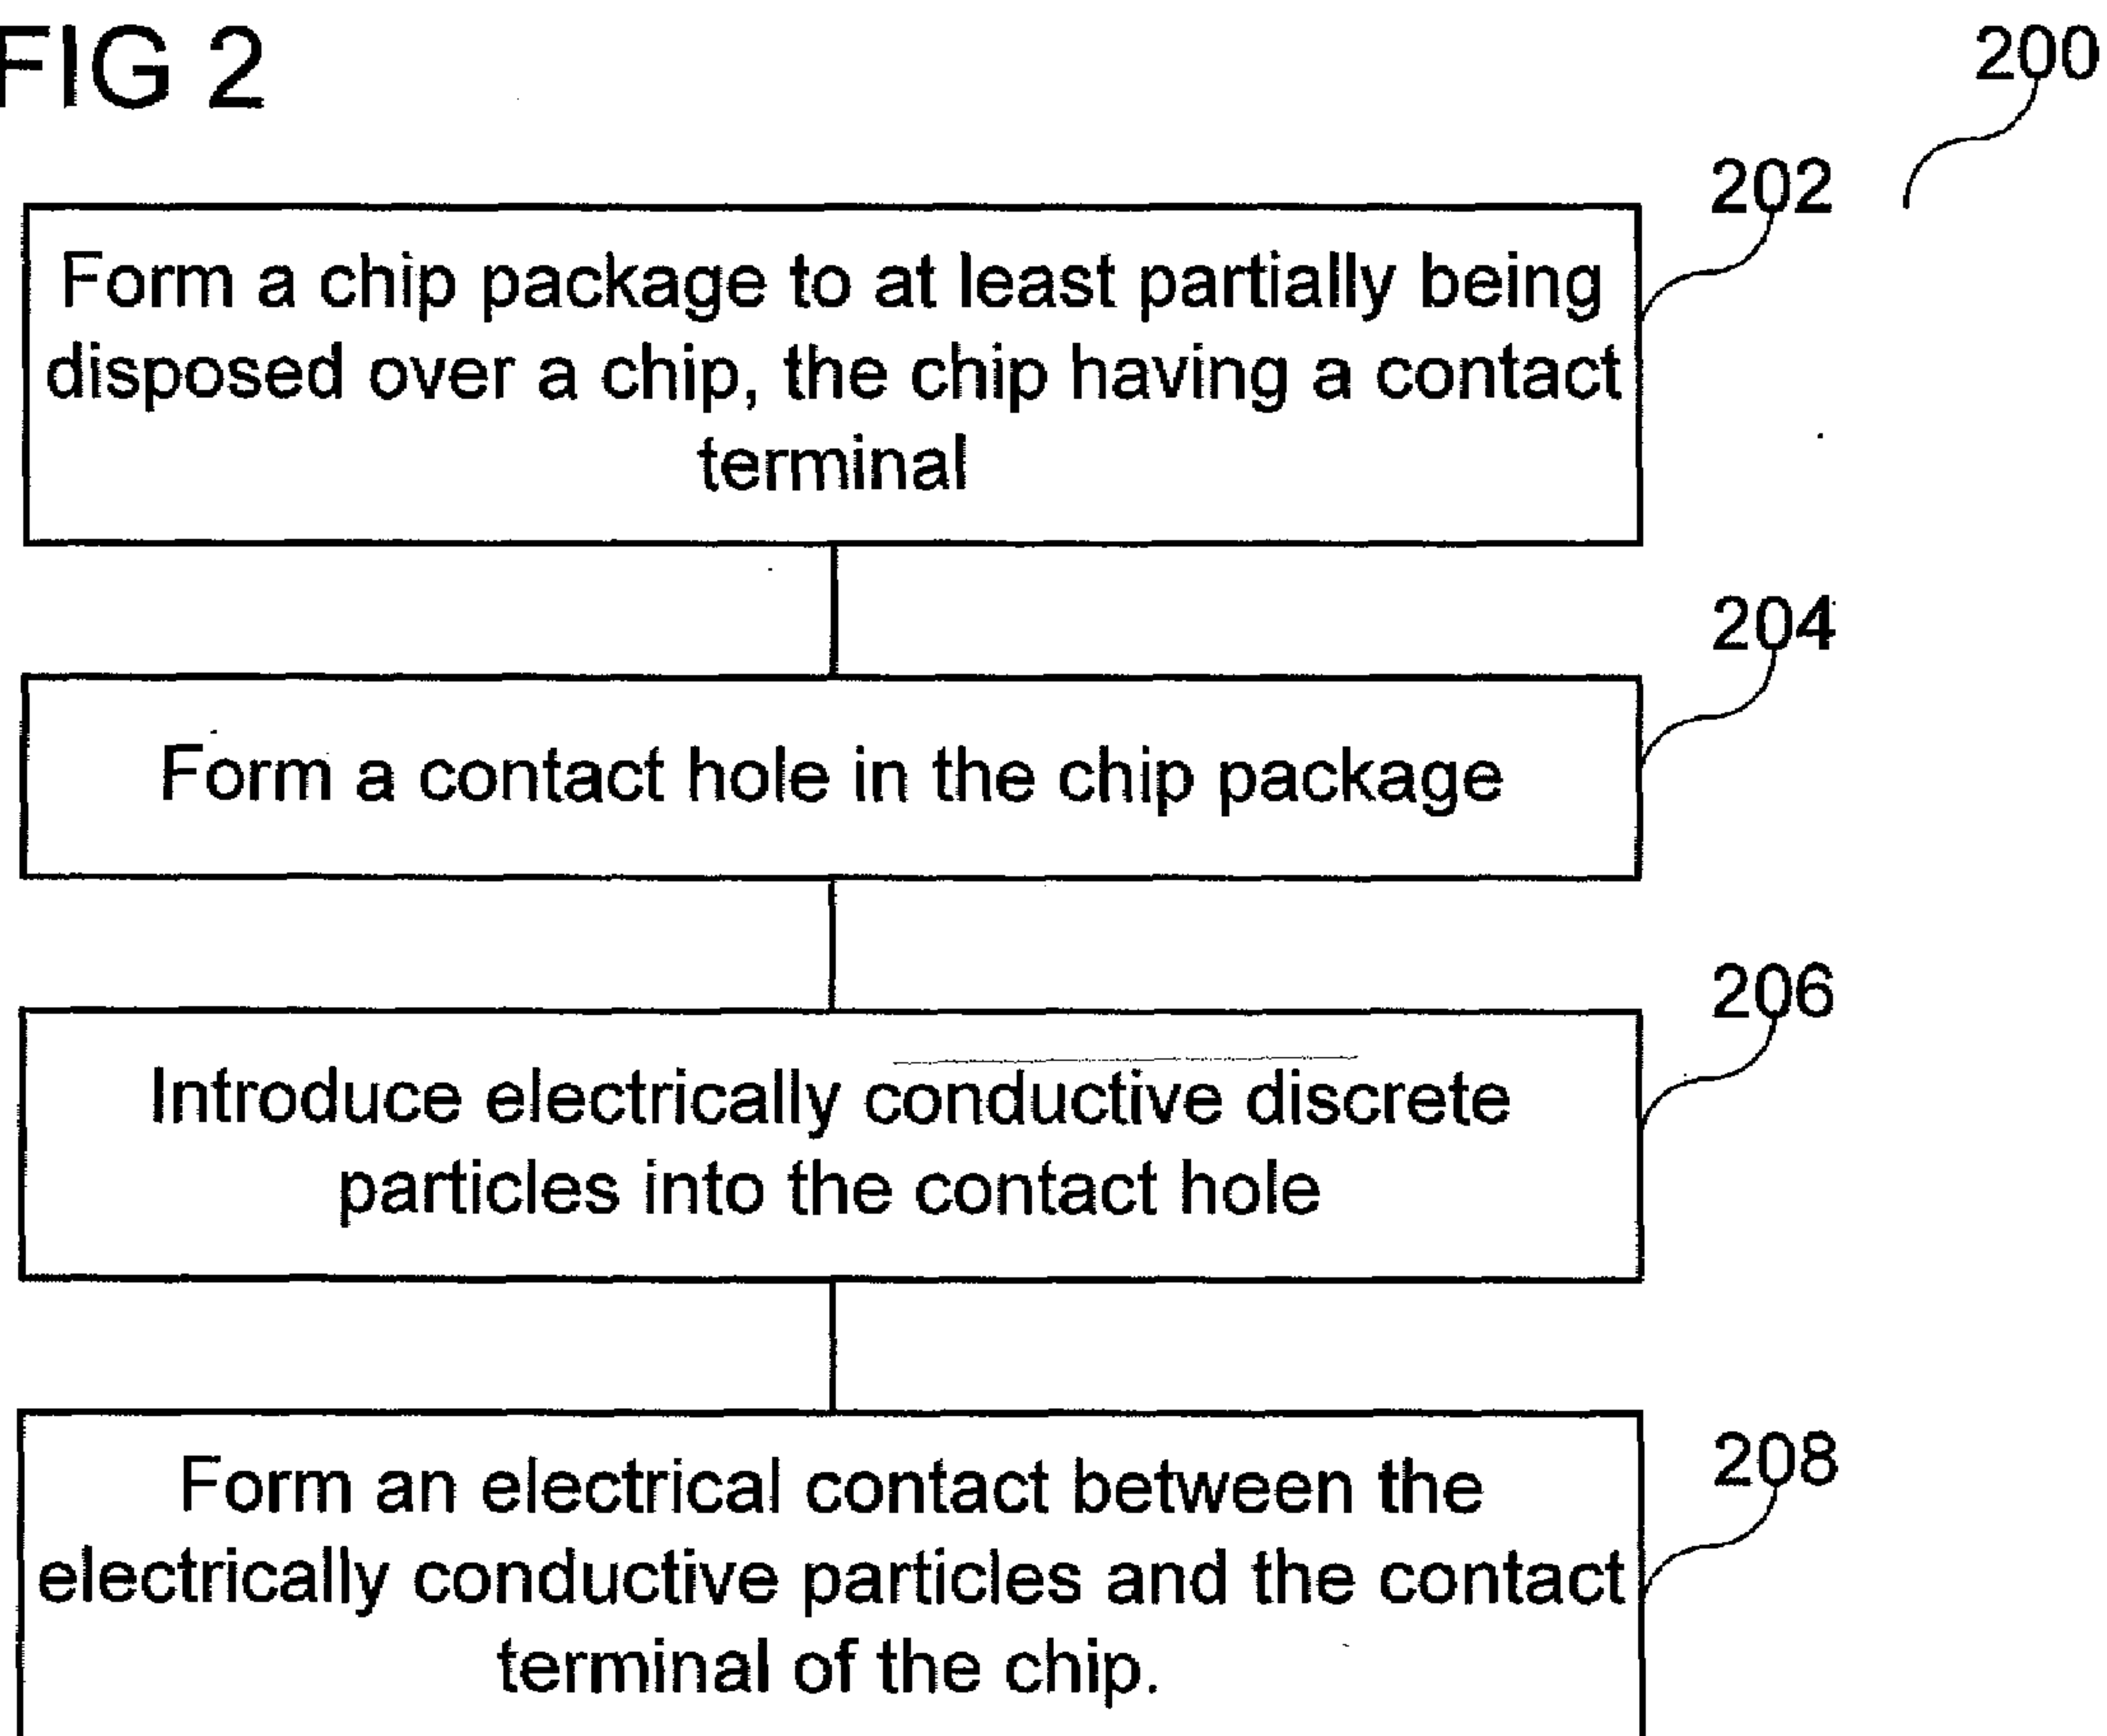 FIG 2
200
202
Form a chip package to at least partially being
disposed over a chip, the chip having a contact
terminal
204
Form a contact hole in the chip package
206
Introduce electrically conductive discrete
particles into the contact hole
208
Form an electrical contact between the
electrically conductive particles and the contact
terminal of the chip.